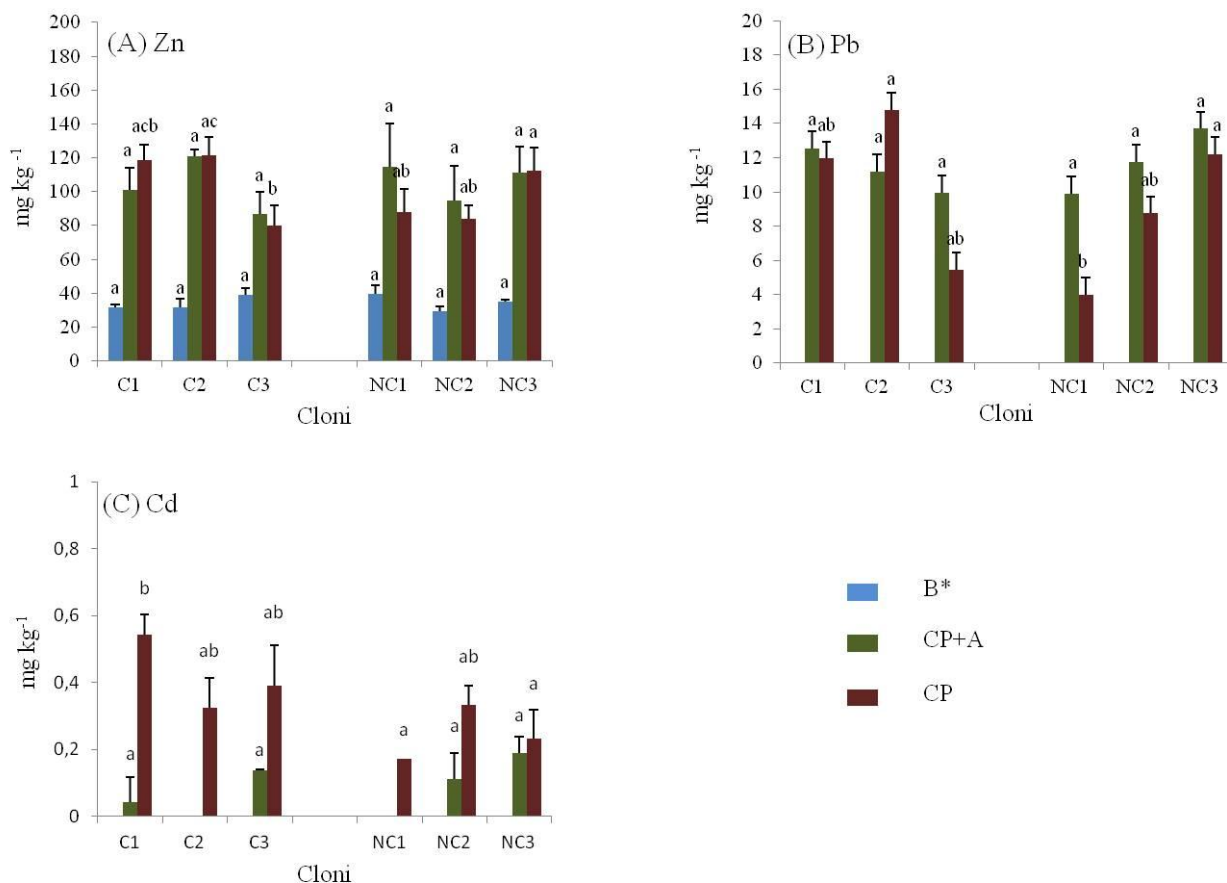 (A) Zn
mg kg-1
200
180
160
140
120
100
80
60
40
20
0
a a acb
a a ac
a a b
a a ab
a a ab
a a a
C1 C2 C3 NC1 NC2 NC3
Cloni
(B) Pb
mg kg-1
20
18
16
14
12
10
8
6
4
2
0
a ab
a a
a ab
a b
a ab
a a
C1 C2 C3 NC1 NC2 NC3
Cloni
(C) Cd
mg kg-1
1
0,8
0,6
0,4
0,2
0
a b
ab
a ab
a
a ab
a a
C1 C2 C3 NC1 NC2 NC3
Cloni
B*
CP+A
CP